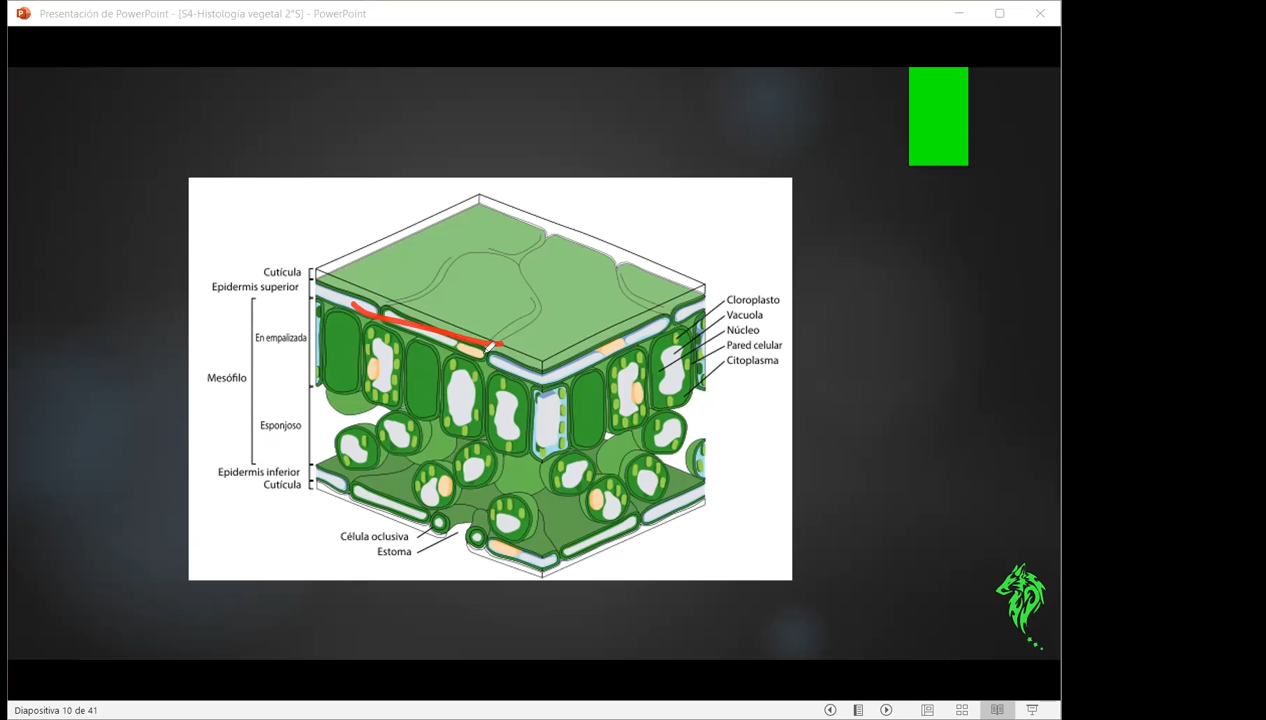 Presentación de PowerPoint - [S4-Histología vegetal 2°S] - PowerPoint
Cutícula
Epidermis superior
En empalizada
Mesófilo
Esponjoso
Epidermis inferior
Cutícula
Célula oclusiva
Estoma
Cloroplasto
Vacuola
Núcleo
Pared celular
Citoplasma
Diapositiva 10 de 41